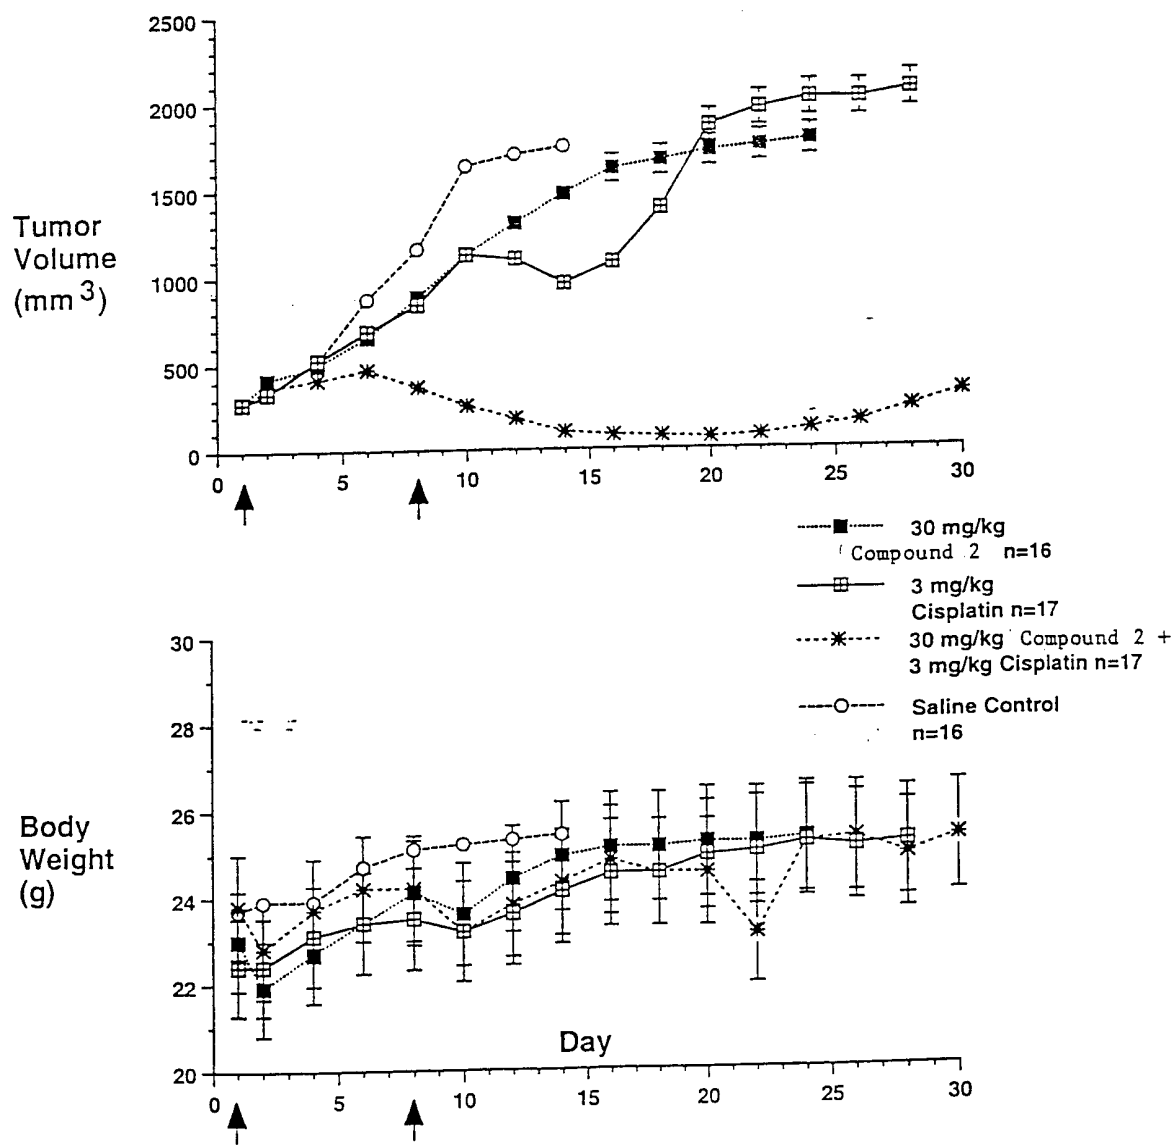 2500
2000
1500
1000
500
0
Tumor
Volume
(mm 3)
0 5 10 15 20 25 30
30 mg/kg
Compound 2 n=16
3 mg/kg
Cisplatin n=17
30 mg/kg Compound 2 +
3 mg/kg Cisplatin n=17
Saline Control
n=16
30
28
26
24
22
20
Body
Weight
(g)
Day
0 5 10 15 20 25 30